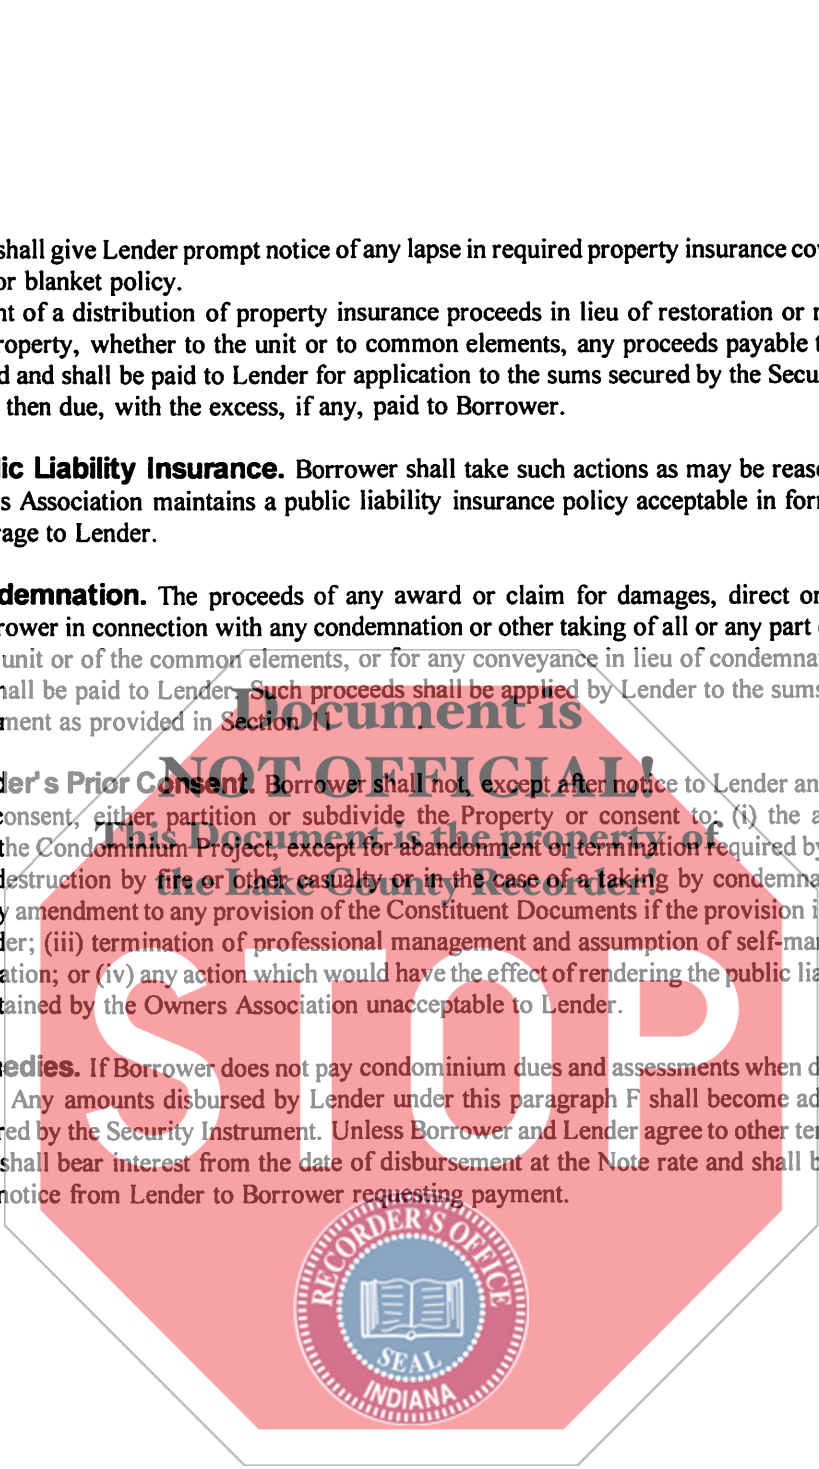 shall give Lender prompt notice of any lapse in required property insurance co
or blanket policy.
nt of a distribution of property insurance proceeds in lieu of restoration or r
roperty, whether to the unit or to common elements, any proceeds payable t
d and shall be paid to Lender for application to the sums secured by the Secu
then due, with the excess, if any, paid to Borrower.
ic Liability Insurance. Borrower shall take such actions as may be reas
s Association maintains a public liability insurance policy acceptable in for
rage to Lender.
demnation. The proceeds of any award or claim for damages, direct or
rower in connection with any condemnation or other taking of all or any part
unit or of the common elements, or for any conveyance in lieu of condemna
hall be paid to Lender. Such proceeds shall be applied by Lender to the sums
ment as provided in Section 11.
Document is
NOT OFFICIAL!
This Document is the property of
the Lake County Recorder!
der's Prior Consent. Borrower shall not, except after notice to Lender an
consent, either partition or subdivide the Property or consent to: (i) the a
the Condominium Project, except for abandonment or termination required by
destruction by fire or other casualty or in the case of a taking by condemna
y amendment to any provision of the Constituent Documents if the provision i
der; (iii) termination of professional management and assumption of self-ma
ation; or (iv) any action which would have the effect of rendering the public lia
tained by the Owners Association unacceptable to Lender.
STOP
edies. If Borrower does not pay condominium dues and assessments when d
Any amounts disbursed by Lender under this paragraph F shall become ad
red by the Security Instrument. Unless Borrower and Lender agree to other te
shall bear interest from the date of disbursement at the Note rate and shall b
notice from Lender to Borrower requesting payment.
RECORDER'S OFFICE
SEAL
INDIANA